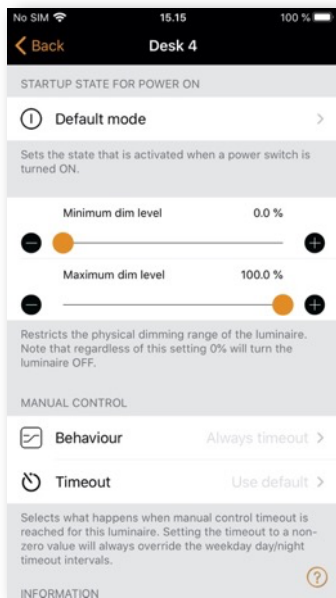 No SIM 15.15 100 %
Back Desk 4
STARTUP STATE FOR POWER ON
Default mode
Sets the state that is activated when a power switch is
turned ON.
Minimum dim level 0.0 %
Maximum dim level 100.0 %
Restricts the physical dimming range of the luminaire.
Note that regardless of this setting 0% will turn the
luminaire OFF.
MANUAL CONTROL
Behaviour Always timeout
Timeout Use default
Selects what happens when manual control timeout is
reached for this luminaire. Setting the timeout to a non-
zero value will always override the weekday day/night
timeout intervals.
?
INFORMATION